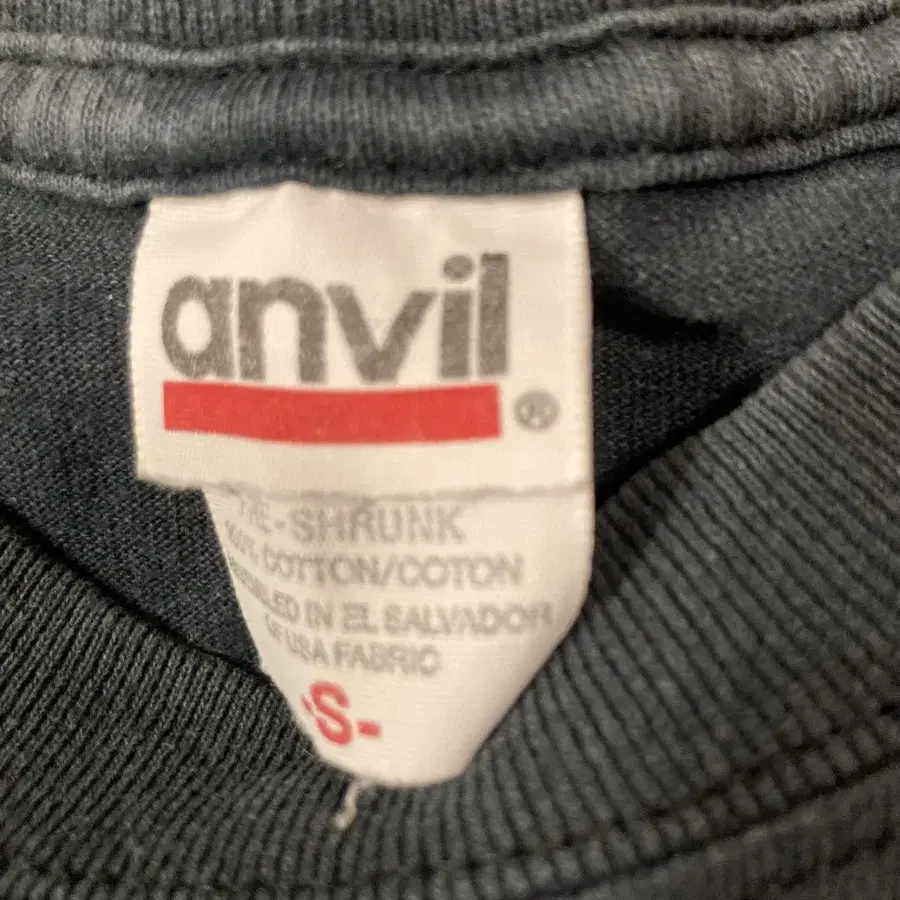 anvil
®
-SHRUNK
COTTON/COTON
IN EL SALVADOR
OF USA FABRIC
-S-